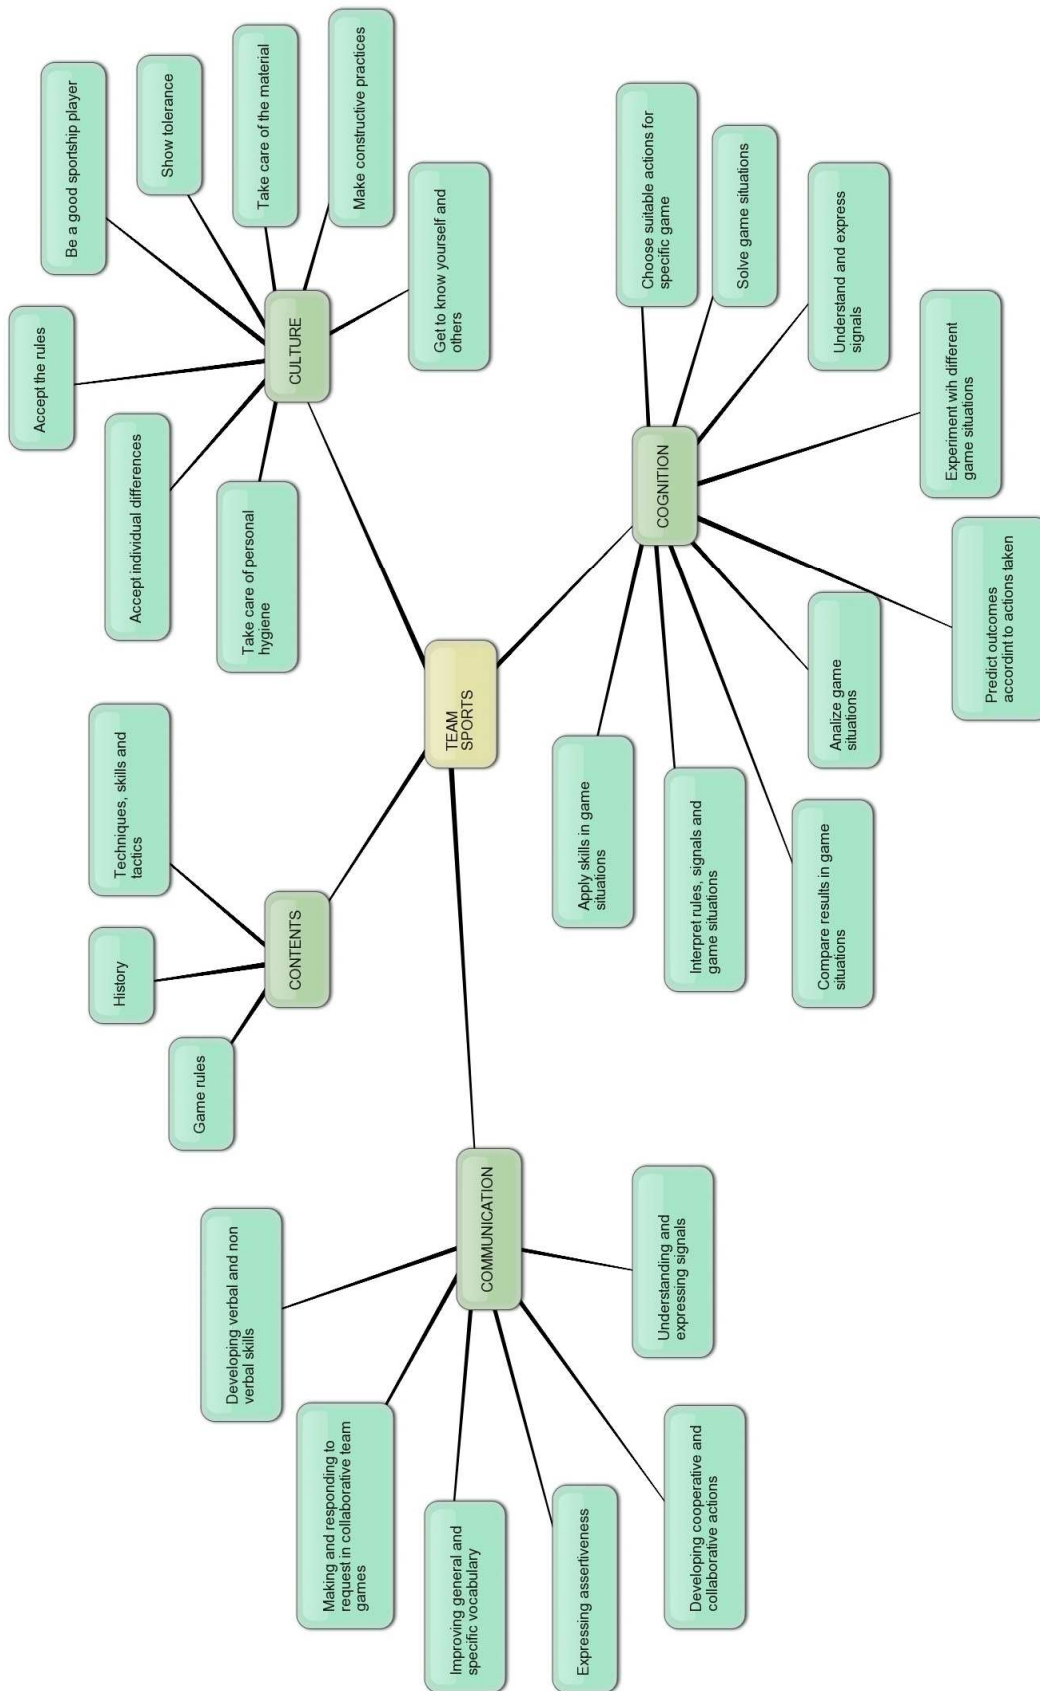 TEAM
SPORTS
CONTENTS
Game rules
History
Techniques, skills and
tactics
CULTURE
Take care of personal
hygiene
Accept individual differences
Accept the rules
Be a good sportship player
Show tolerance
Take care of the material
Make constructive practices
Get to know yourself and
others
COMMUNICATION
Developing verbal and non
verbal skills
Making and responding to
request in collaborative team
games
Improving general and
specific vocabulary
Expressing assertiveness
Developing cooperative and
collaborative actions
Understanding and
expressing signals
COGNITION
Apply skills in game
situations
Interpret rules, signals and
game situations
Compare results in game
situations
Analize game
situations
Predict outcomes
accordint to actions taken
Experiment wih different
game situations
Understand and express
signals
Solve game situations
Choose suitable actions for
specific game